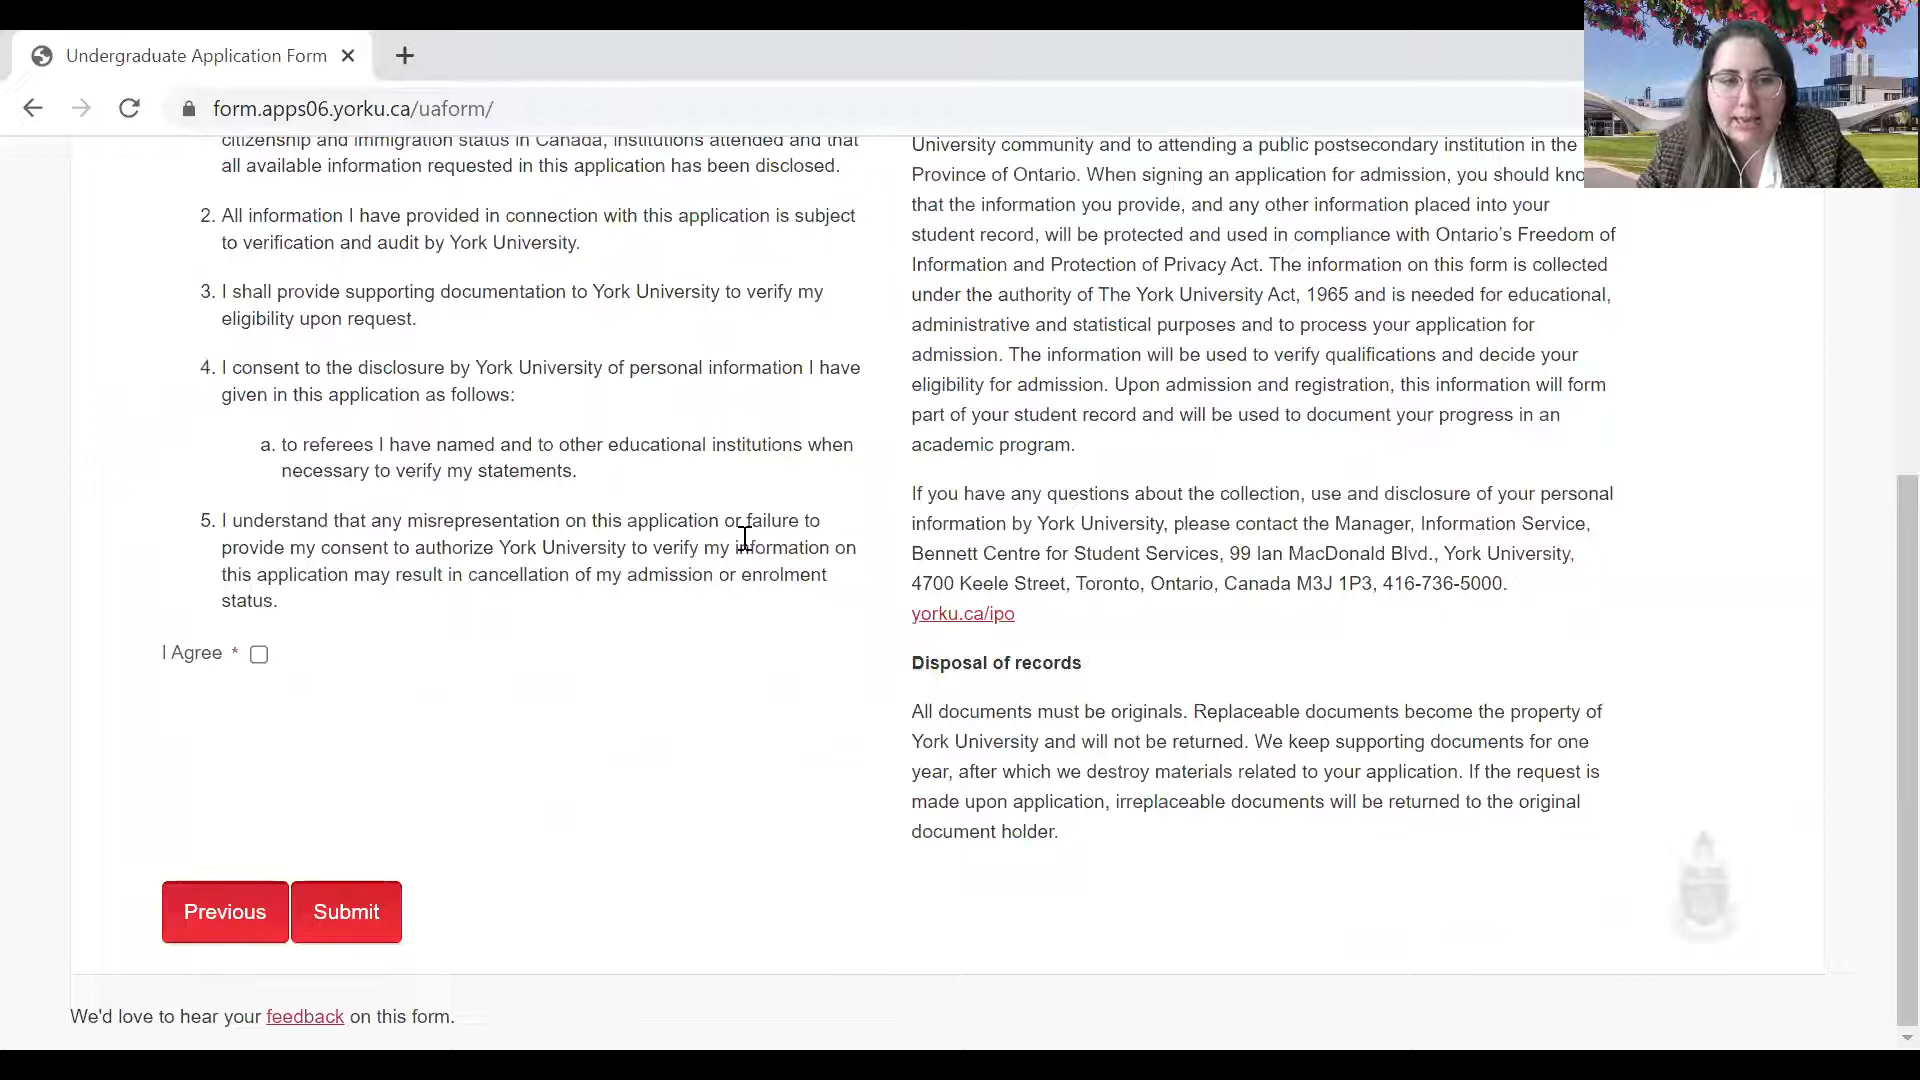 Undergraduate Application Form
form.apps06.yorku.ca/uaform/
citizenship and immigration status in Canada, institutions attended and that
all available information requested in this application has been disclosed.
2. All information I have provided in connection with this application is subject
to verification and audit by York University.
3. I shall provide supporting documentation to York University to verify my
eligibility upon request.
4. I consent to the disclosure by York University of personal information I have
given in this application as follows:
a. to referees I have named and to other educational institutions when
necessary to verify my statements.
5. I understand that any misrepresentation on this application or failure to
provide my consent to authorize York University to verify my information on
this application may result in cancellation of my admission or enrolment
status.
I Agree *
University community and to attending a public postsecondary institution in the
Province of Ontario. When signing an application for admission, you should
that the information you provide, and any other information placed into your
student record, will be protected and used in compliance with Ontario’s Freedom of
Information and Protection of Privacy Act. The information on this form is collected
under the authority of The York University Act, 1965 and is needed for educational,
administrative and statistical purposes and to process your application for
admission. The information will be used to verify qualifications and decide your
eligibility for admission. Upon admission and registration, this information will form
part of your student record and will be used to document your progress in an
academic program.
If you have any questions about the collection, use and disclosure of your personal
information by York University, please contact the Manager, Information Service,
Bennett Centre for Student Services, 99 Ian MacDonald Blvd., York University,
4700 Keele Street, Toronto, Ontario, Canada M3J 1P3, 416-736-5000.
yorku.ca/ipo
Disposal of records
All documents must be originals. Replaceable documents become the property of
York University and will not be returned. We keep supporting documents for one
year, after which we destroy materials related to your application. If the request is
made upon application, irreplaceable documents will be returned to the original
document holder.
Previous
Submit
We'd love to hear your feedback on this form.